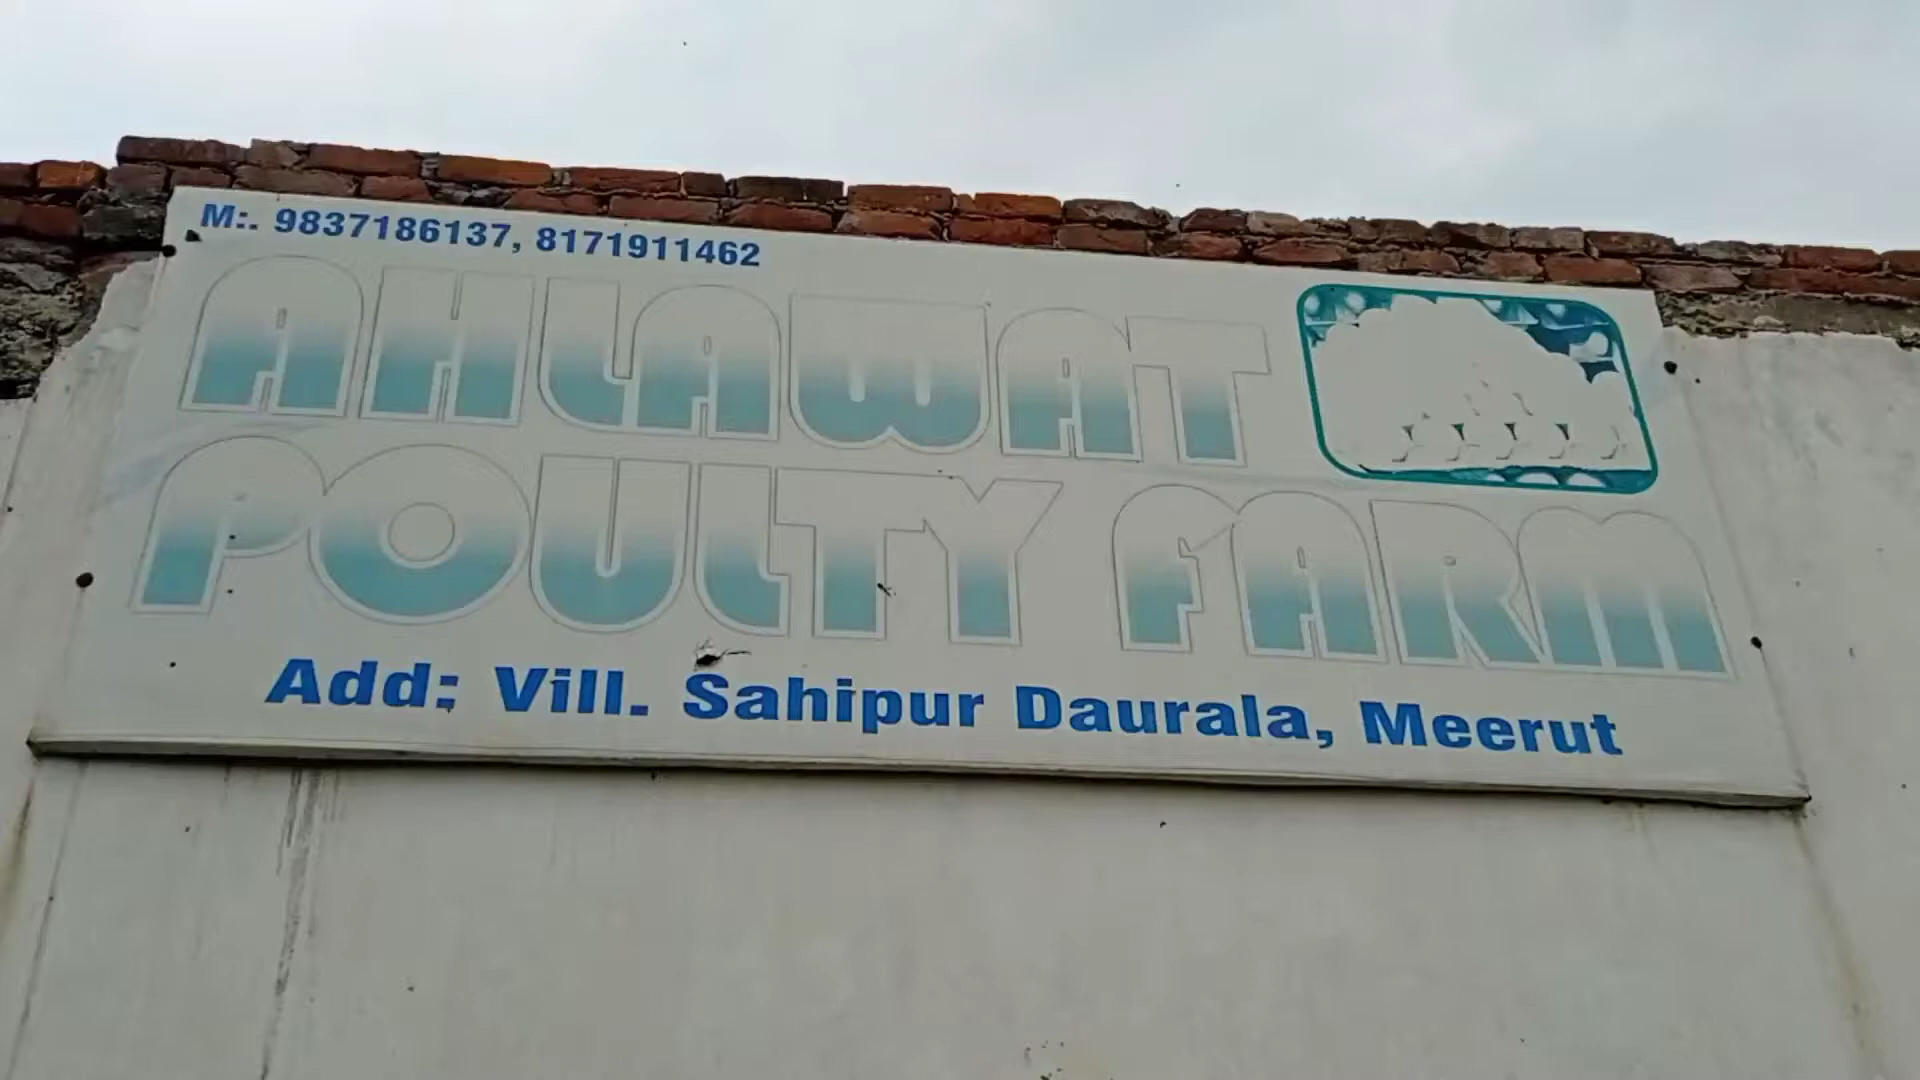 M:. 9837186137, 8171911462
AHLAWAT
POULTY FARM
Add; Vill. Sahipur Daurala, Meerut